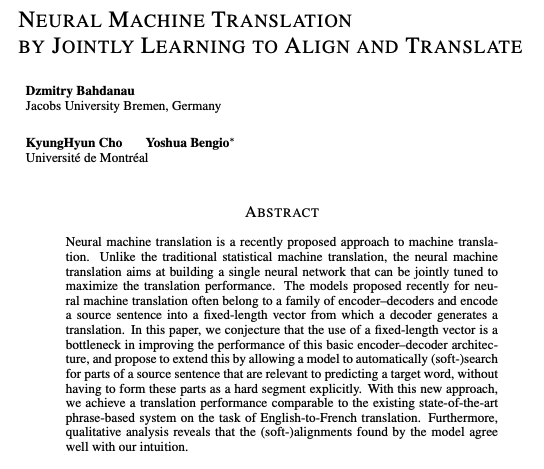 NEURAL MACHINE TRANSLATION
BY JOINTLY LEARNING TO ALIGN AND TRANSLATE
Dzmitry Bahdanau
Jacobs University Bremen, Germany
KyungHyun Cho Yoshua Bengio*
Université de Montréal
ABSTRACT
Neural machine translation is a recently proposed approach to machine transla-
tion. Unlike the traditional statistical machine translation, the neural machine
translation aims at building a single neural network that can be jointly tuned to
maximize the translation performance. The models proposed recently for neu-
ral machine translation often belong to a family of encoder–decoders and encode
a source sentence into a fixed-length vector from which a decoder generates a
translation. In this paper, we conjecture that the use of a fixed-length vector is a
bottleneck in improving the performance of this basic encoder–decoder architec-
ture, and propose to extend this by allowing a model to automatically (soft-)search
for parts of a source sentence that are relevant to predicting a target word, without
having to form these parts as a hard segment explicitly. With this new approach,
we achieve a translation performance comparable to the existing state-of-the-art
phrase-based system on the task of English-to-French translation. Furthermore,
qualitative analysis reveals that the (soft-)alignments found by the model agree
well with our intuition.